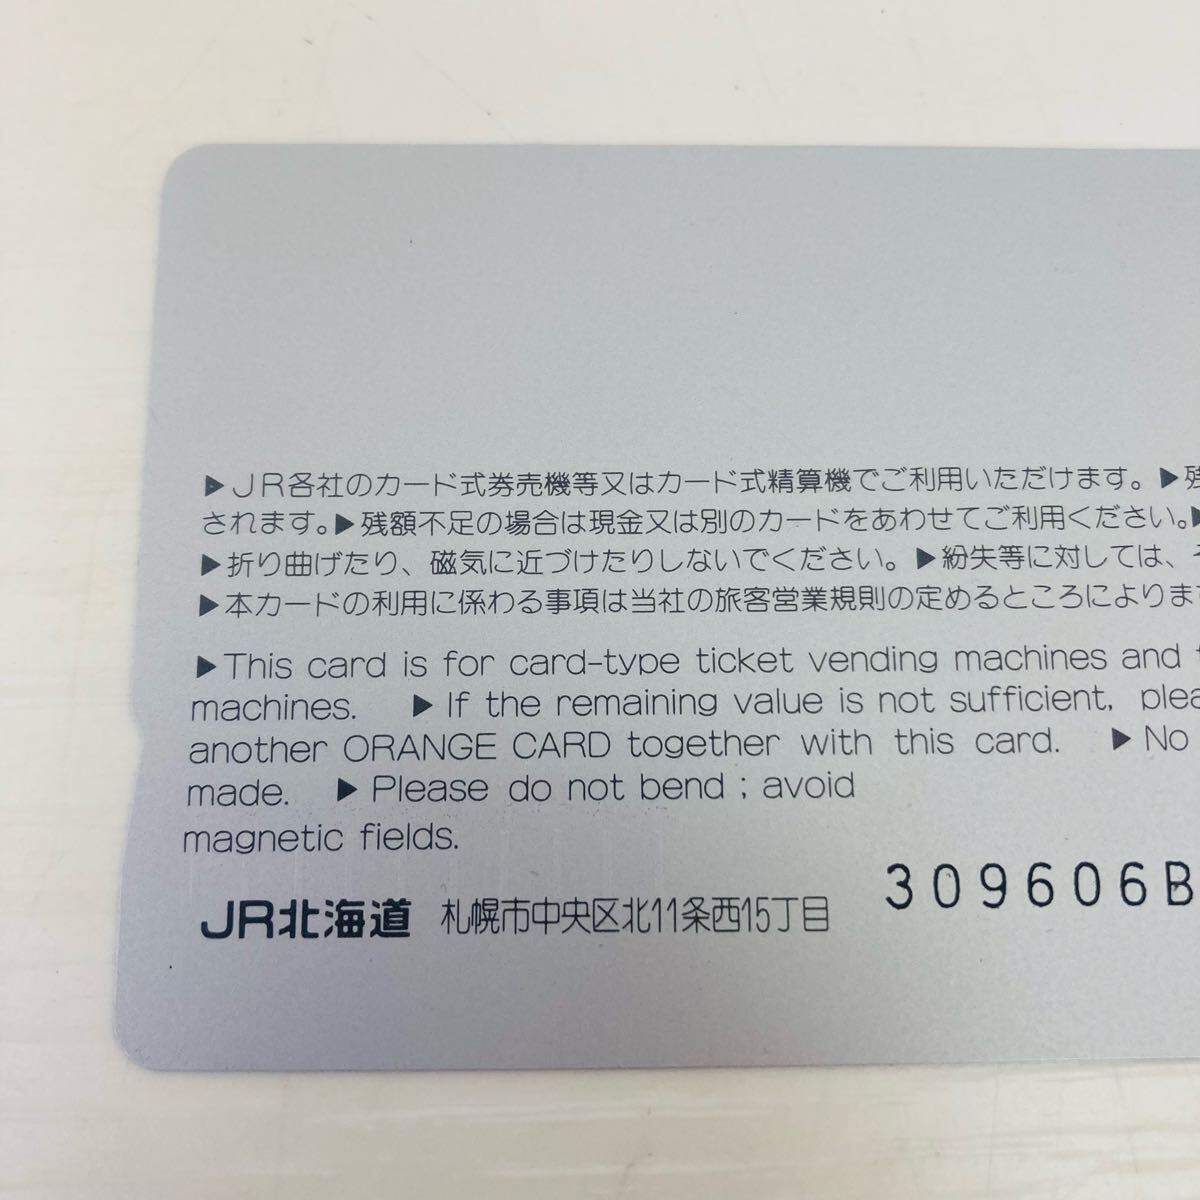 ▶JR各社のカード式券売機等又はカード式精算機でご利用いただけます。▶残
されます。▶残額不足の場合は現金又は別のカードをあわせてご利用ください。▶
▶折り曲げたり、磁気に近づけたりしないでください。▶紛失等に対しては、そ
▶本カードの利用に係わる事項は当社の旅客営業規則の定めるところによります
▶This card is for card-type ticket vending machines and f
machines. ▶If the remaining value is not sufficient, plea
another ORANGE CARD together with this card. ▶No
made. ▶Please do not bend ; avoid
magnetic fields.
309606B
JR北海道 札幌市中央区北11条西15丁目